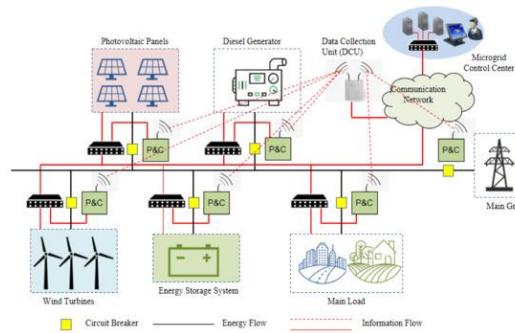 Photovoltaic Panels
Diesel Generator
Data Collection
Unit (DCU)
Microgrid
Control Center
Communication
Network
P&C
P&C
P&C
Main Gr
P&C
P&C
P&C
Wind Turbines
Energy Storage System
Main Load
Circuit Breaker
Energy Flow
Information Flow